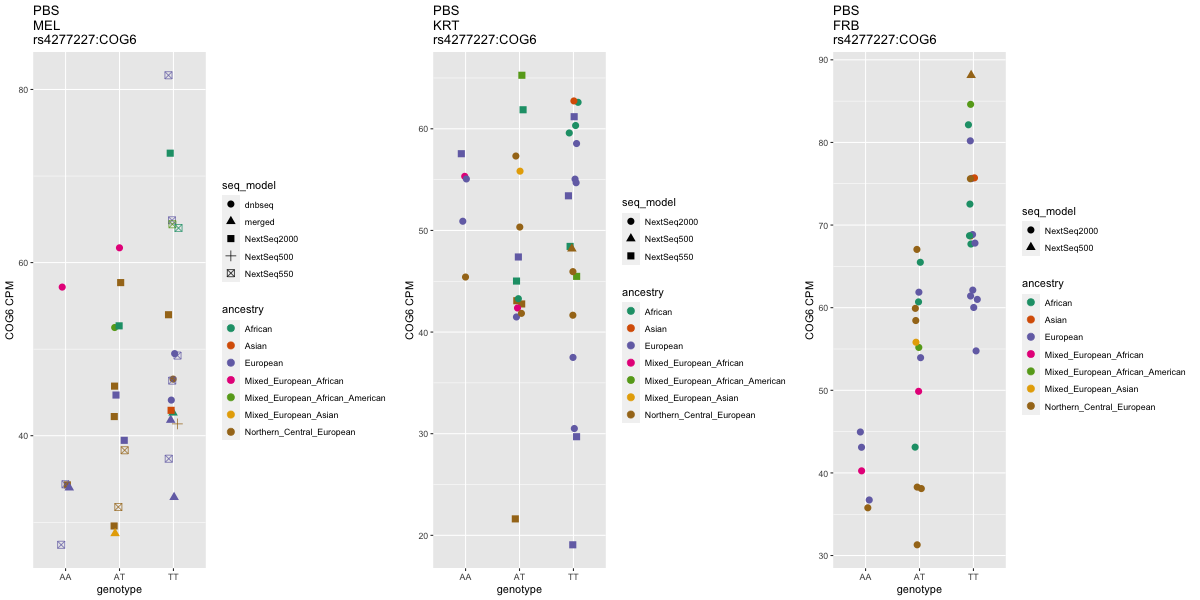 PBS
MEL
rs4277227:COG6
COG6 CPM
80
60
40
AA
AT
TT
genotype
seq_model
dnbseq
merged
NextSeq2000
NextSeq500
NextSeq550
ancestry
African
Asian
European
Mixed_European_African
Mixed_European_African_American
Mixed_European_Asian
Northern_Central_European
PBS
KRT
rs4277227:COG6
COG6 CPM
60
50
40
30
20
AA
AT
TT
genotype
seq_model
NextSeq2000
NextSeq500
NextSeq550
ancestry
African
Asian
European
Mixed_European_African
Mixed_European_African_American
Mixed_European_Asian
Northern_Central_European
PBS
FRB
rs4277227:COG6
COG6 CPM
90
80
70
60
50
40
30
AA
AT
TT
genotype
seq_model
NextSeq2000
NextSeq500
ancestry
African
Asian
European
Mixed_European_African
Mixed_European_African_American
Mixed_European_Asian
Northern_Central_European